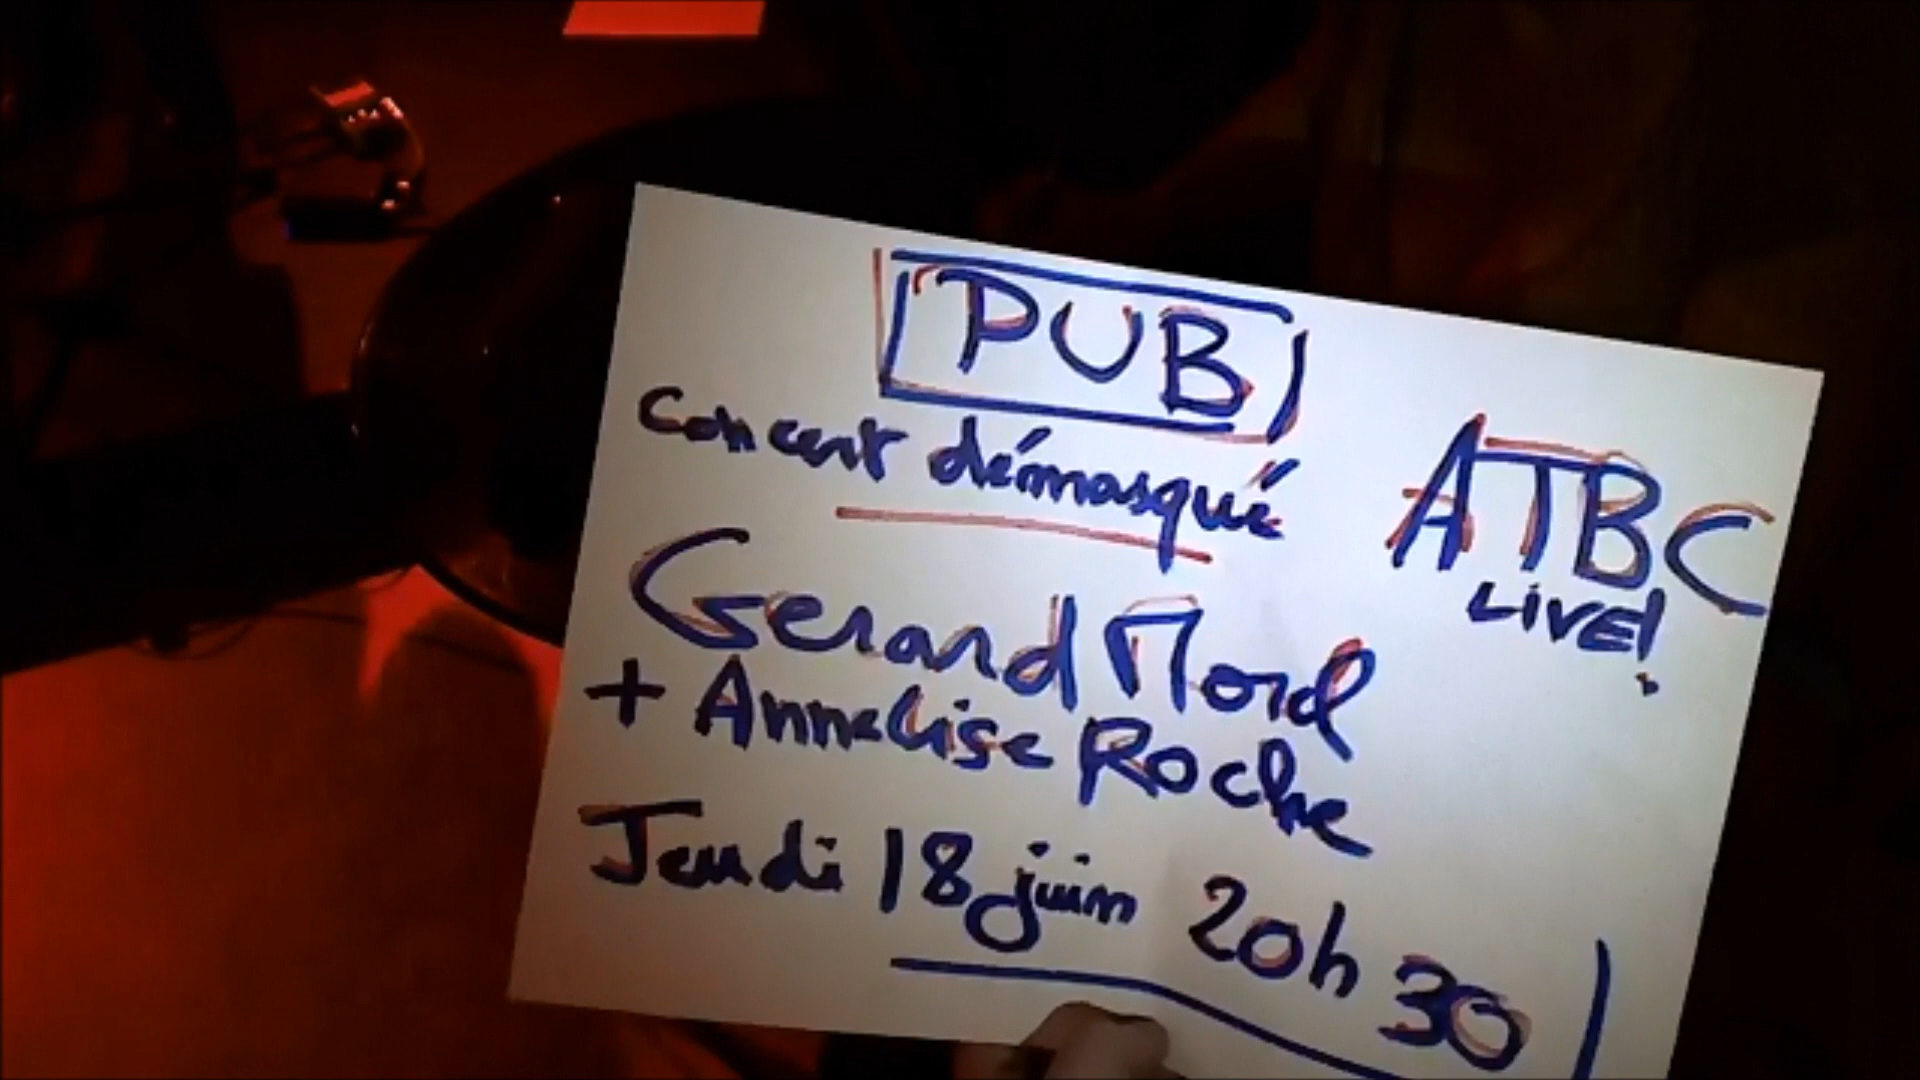 PUB
Concert démasqué
ATBC
LIVE!
Gerard Mord
+ Annelise Roche
Jeudi 18 juin 20h30